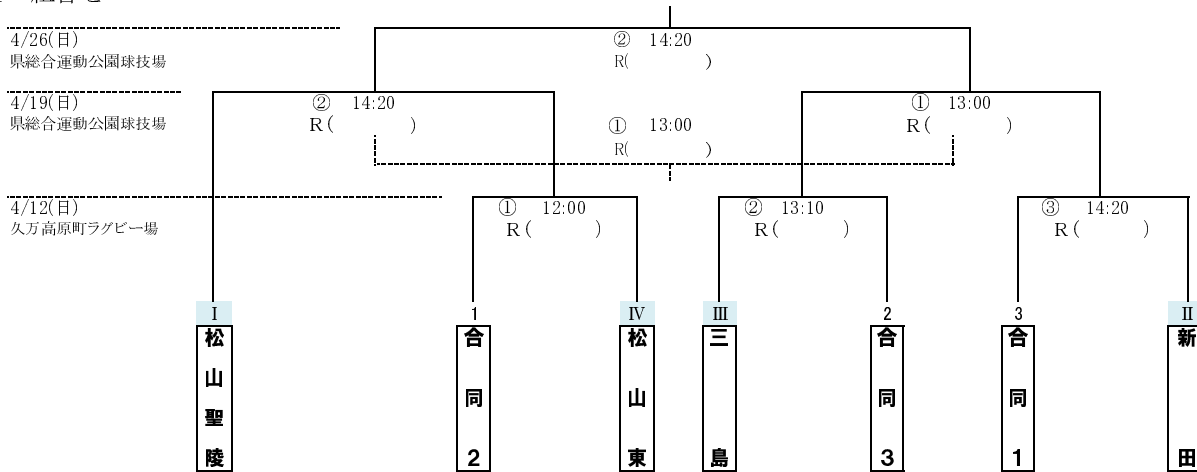 4/26(日)
県総合運動公園球技場
② 14:20
R( )
4/19(日)
県総合運動公園球技場
② 14:20
R( )
① 13:00
R( )
① 13:00
R( )
4/12(日)
久万高原町ラグビー場
① 12:00
R( )
② 13:10
R( )
③ 14:20
R( )
Ⅰ
松山聖陵
1
合同2
Ⅳ
松山東
Ⅲ
三島
2
合同3
3
合同1
Ⅱ
新田